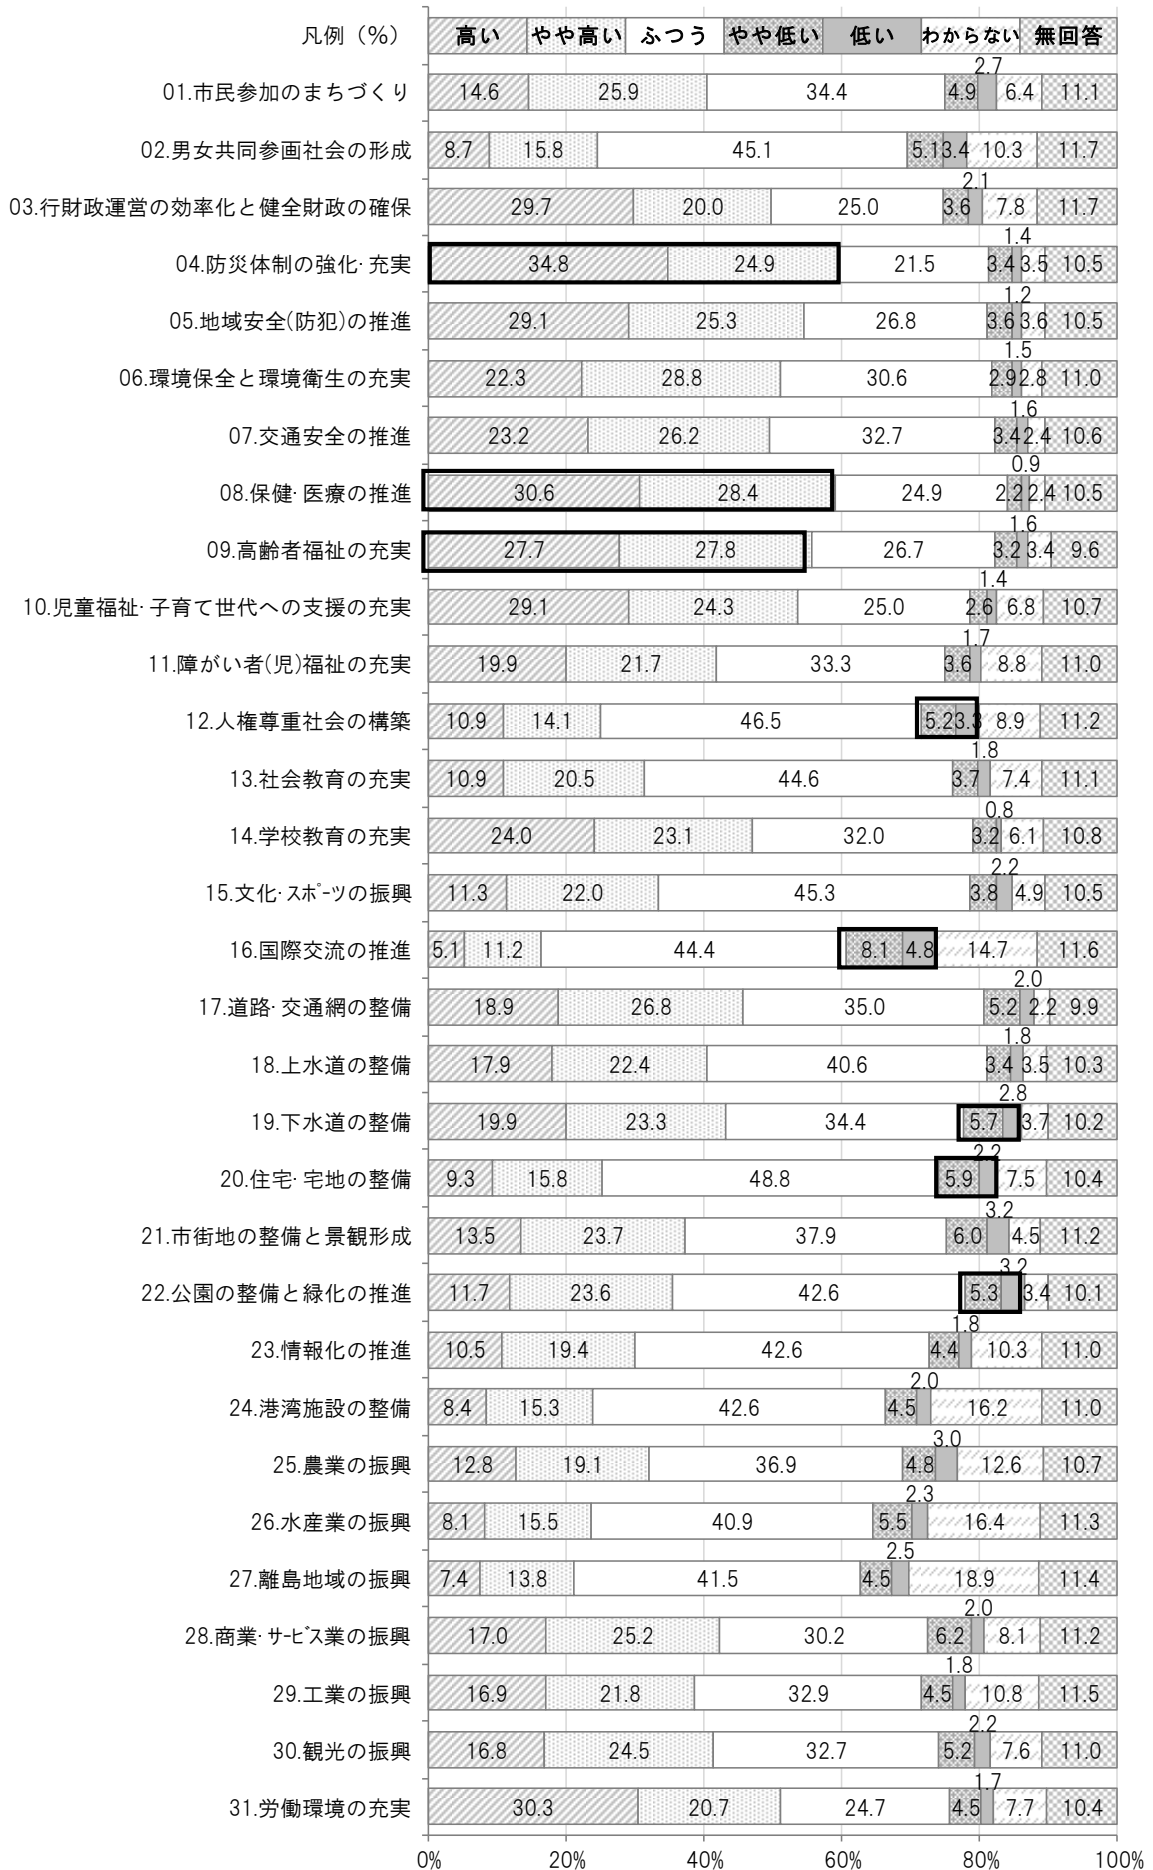 凡例（％） 高い やや高い ふつう やや低い 低い わからない 無回答
01.市民参加のまちづくり 14.6 25.9 34.4 4.9 2.7 6.4 11.1
02.男女共同参画社会の形成 8.7 15.8 45.1 5.1 3.4 10.3 11.7
03.行財政運営の効率化と健全財政の確保 29.7 20.0 25.0 3.6 2.1 7.8 11.7
04.防災体制の強化･充実 34.8 24.9 21.5 3.4 1.4 3.5 10.5
05.地域安全(防犯)の推進 29.1 25.3 26.8 3.6 1.2 3.6 10.5
06.環境保全と環境衛生の充実 22.3 28.8 30.6 2.9 1.5 2.8 11.0
07.交通安全の推進 23.2 26.2 32.7 3.4 1.6 2.4 10.6
08.保健･医療の推進 30.6 28.4 24.9 2.2 0.9 2.4 10.5
09.高齢者福祉の充実 27.7 27.8 26.7 3.2 1.6 3.4 9.6
10.児童福祉･子育て世代への支援の充実 29.1 24.3 25.0 2.6 1.4 6.8 10.7
11.障がい者(児)福祉の充実 19.9 21.7 33.3 3.6 1.7 8.8 11.0
12.人権尊重社会の構築 10.9 14.1 46.5 5.2 3.3 8.9 11.2
13.社会教育の充実 10.9 20.5 44.6 3.7 1.8 7.4 11.1
14.学校教育の充実 24.0 23.1 32.0 3.2 0.8 6.1 10.8
15.文化･ｽﾎﾟｰﾂの振興 11.3 22.0 45.3 3.8 2.2 4.9 10.5
16.国際交流の推進 5.1 11.2 44.4 8.1 4.8 14.7 11.6
17.道路･交通網の整備 18.9 26.8 35.0 5.2 2.0 2.2 9.9
18.上水道の整備 17.9 22.4 40.6 3.4 1.8 3.5 10.3
19.下水道の整備 19.9 23.3 34.4 5.7 2.8 3.7 10.2
20.住宅･宅地の整備 9.3 15.8 48.8 5.9 2.2 7.5 10.4
21.市街地の整備と景観形成 13.5 23.7 37.9 6.0 3.2 4.5 11.2
22.公園の整備と緑化の推進 11.7 23.6 42.6 5.3 3.2 3.4 10.1
23.情報化の推進 10.5 19.4 42.6 4.4 1.8 10.3 11.0
24.港湾施設の整備 8.4 15.3 42.6 4.5 2.0 16.2 11.0
25.農業の振興 12.8 19.1 36.9 4.8 3.0 12.6 10.7
26.水産業の振興 8.1 15.5 40.9 5.5 2.3 16.4 11.3
27.離島地域の振興 7.4 13.8 41.5 4.5 2.5 18.9 11.4
28.商業･ｻｰﾋﾞｽ業の振興 17.0 25.2 30.2 6.2 2.0 8.1 11.2
29.工業の振興 16.9 21.8 32.9 4.5 1.8 10.8 11.5
30.観光の振興 16.8 24.5 32.7 5.2 2.2 7.6 11.0
31.労働環境の充実 30.3 20.7 24.7 4.5 1.7 7.7 10.4
0% 20% 40% 60% 80% 100%